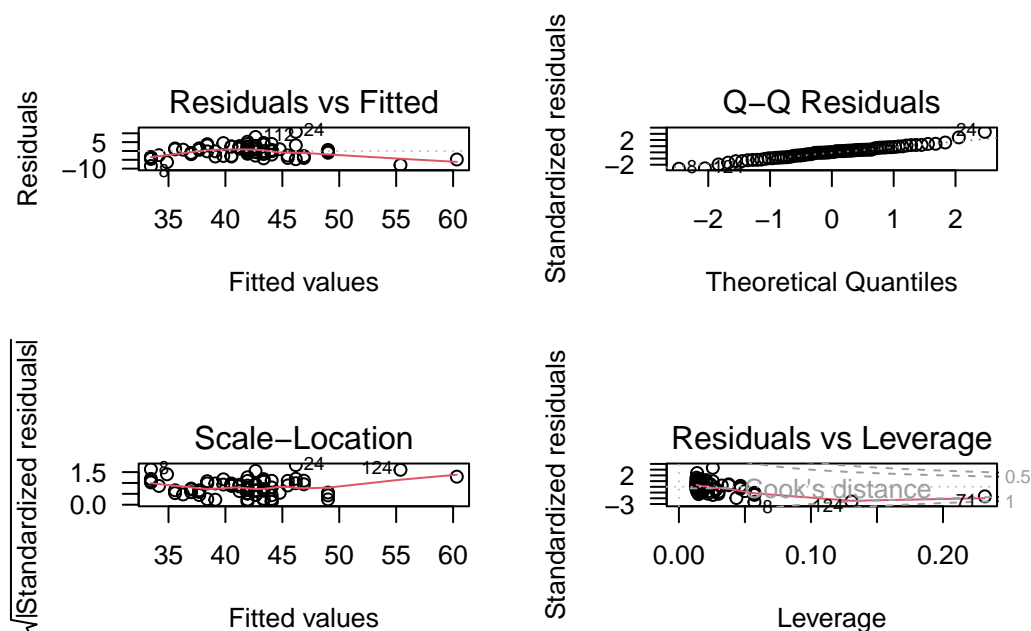 Residuals vs Fitted
Residuals
5
−10
112
24
8
35 40 45 50 55 60
Fitted values
Q−Q Residuals
Standardized residuals
2
−2
24
8
124
−2 −1 0 1 2
Theoretical Quantiles
Scale−Location
√|Standardized residuals|
1.5
0.0
8
24
124
35 40 45 50 55 60
Fitted values
Residuals vs Leverage
Standardized residuals
2
−3
Cook's distance
0.5
1
8
124
71
0.00 0.10 0.20
Leverage